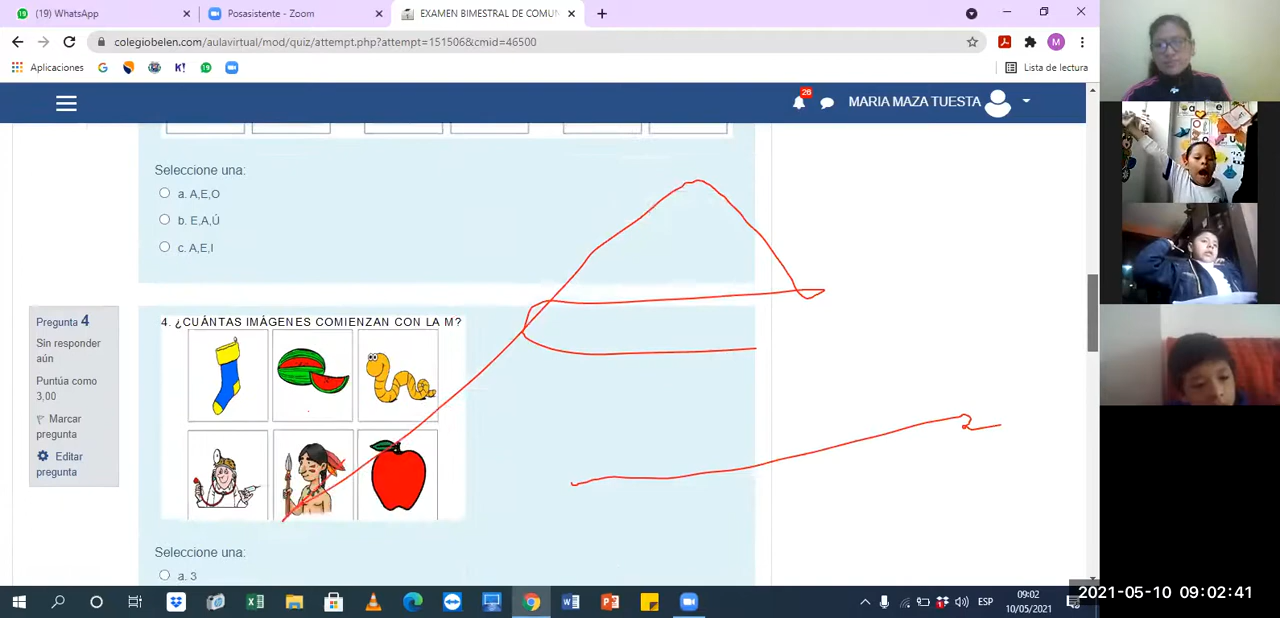 (19) WhatsApp
Posasistente - Zoom
EXAMEN BIMESTRAL DE COMUN
colegiobelen.com/aulavirtual/mod/quiz/attempt.php?attempt=151506&cmid=46500
M
Aplicaciones
K!
Lista de lectura
26
MARIA MAZA TUESTA
Seleccione una:
a. A,E,O
b. E,A,Ú
c. A,E,I
Pregunta 4
Sin responder
aún
Puntúa como
3,00
Marcar
pregunta
Editar
pregunta
4. ¿CUÁNTAS IMÁGENES COMIENZAN CON LA M?
Seleccione una:
a. 3
ESP
09:02
10/05/2021
2021-05-10 09:02:41